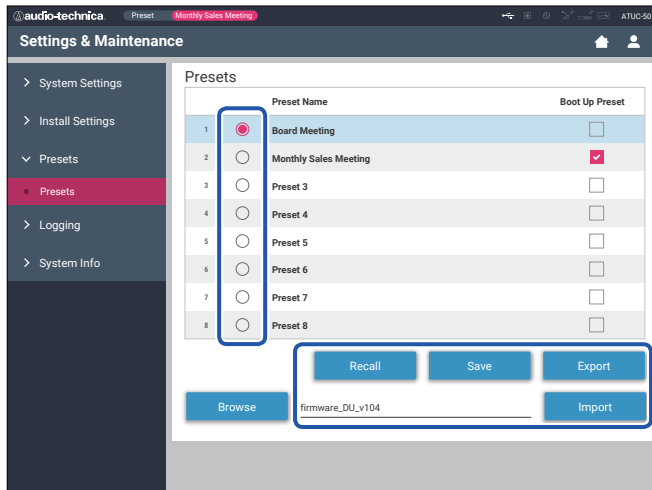 audio-technica Preset Monthly Sales Meeting ATUC-50
Settings & Maintenance
System Settings
Install Settings
Presets
Presets
Logging
System Info
Presets
Preset Name Boot Up Preset
1 Board Meeting
2 Monthly Sales Meeting
3 Preset 3
4 Preset 4
5 Preset 5
6 Preset 6
7 Preset 7
8 Preset 8
Recall Save Export
Browse firmware_DU_v104 Import